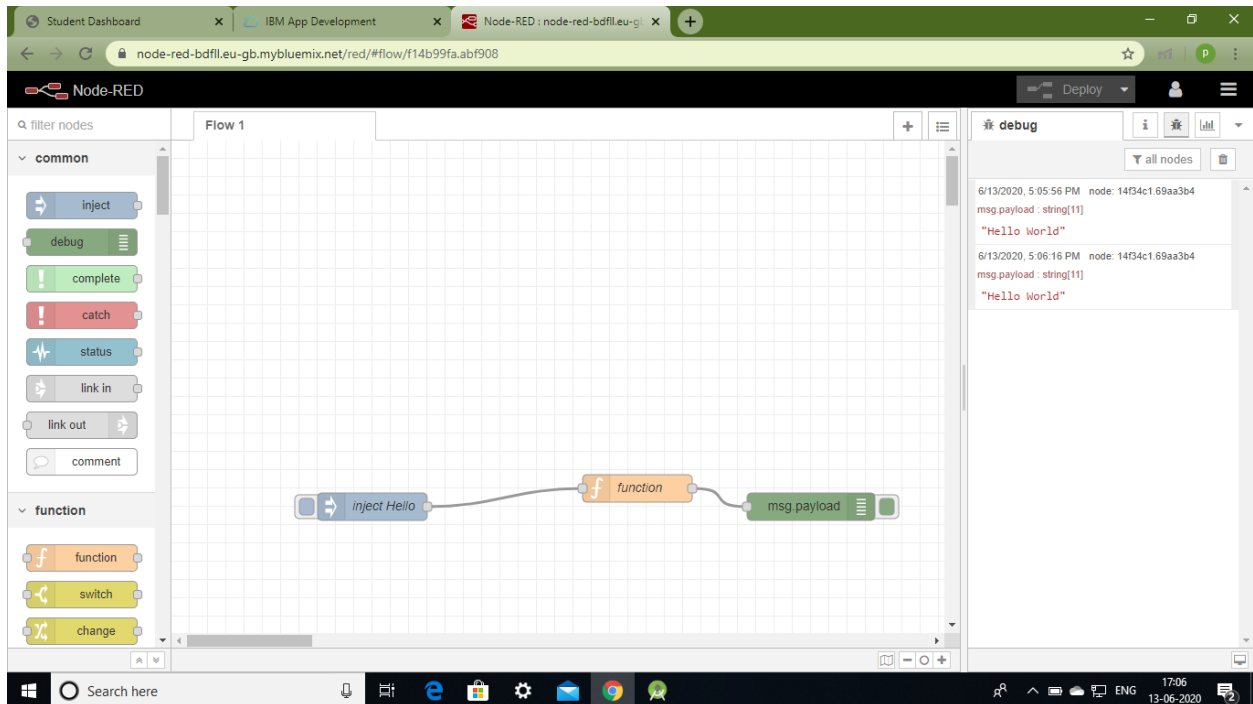 Student Dashboard
IBM App Development
Node-RED : node-red-bdfll.eu-g
node-red-bdfll.eu-gb.mybluemix.net/red/#flow/f14b99fa.abf908
P
Node-RED
Deploy
filter nodes
Flow 1
debug
i
all nodes
common
inject
debug
complete
catch
status
link in
link out
comment
function
function
switch
change
inject Hello
function
msg.payload
6/13/2020, 5:05:56 PM node: 14f34c1.69aa3b4
msg.payload : string[11]
"Hello World"
6/13/2020, 5:06:16 PM node: 14f34c1.69aa3b4
msg.payload : string[11]
"Hello World"
Search here
ENG
17:06
13-06-2020
2